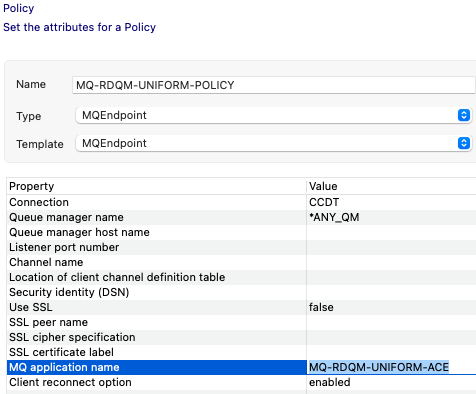 Policy
Set the attributes for a Policy
Name MQ-RDQM-UNIFORM-POLICY
Type MQEndpoint
Template MQEndpoint
Property Value
Connection CCDT
Queue manager name *ANY_QM
Queue manager host name
Listener port number
Channel name
Location of client channel definition table
Security identity (DSN)
Use SSL false
SSL peer name
SSL cipher specification
SSL certificate label
MQ application name MQ-RDQM-UNIFORM-ACE
Client reconnect option enabled